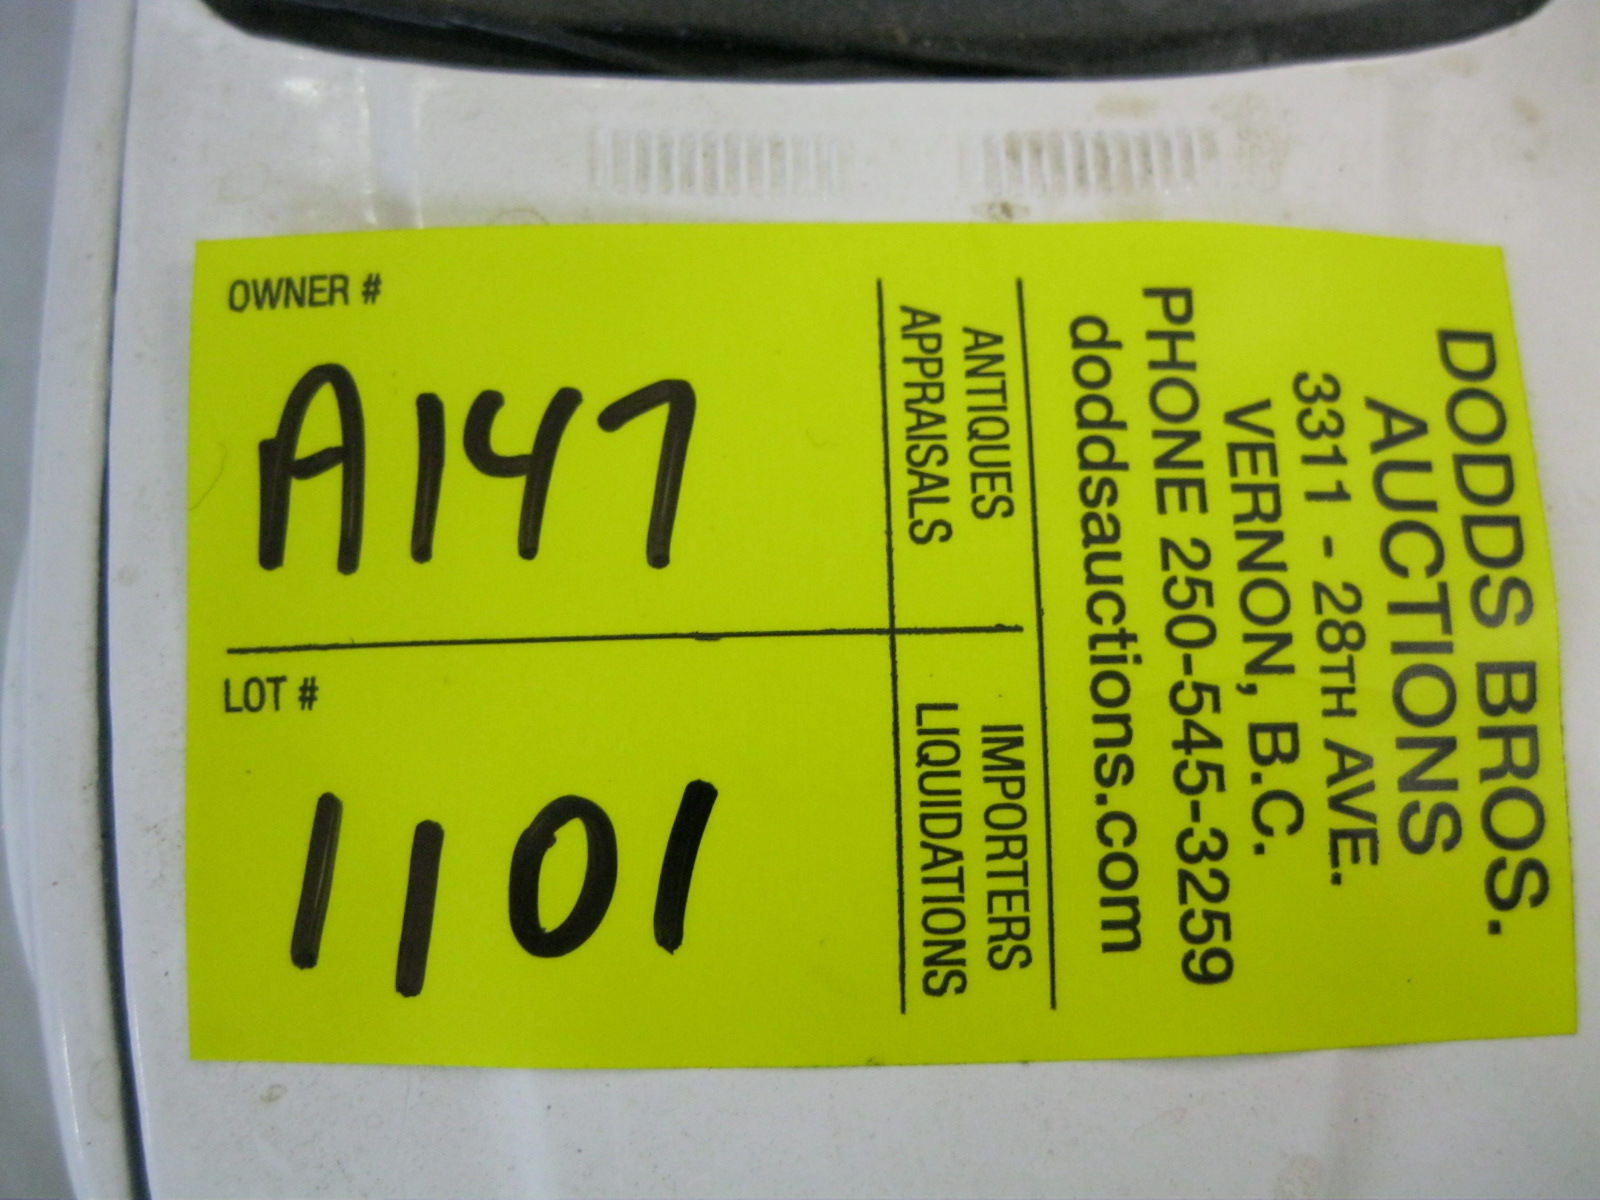 DODDS BROS.
AUCTIONS
3311 - 28TH AVE.
VERNON, B.C.
PHONE 250-545-3259
doddsauctions.com
ANTIQUES IMPORTERS
APPRAISALS LIQUIDATIONS
OWNER #
A147
LOT #
1101